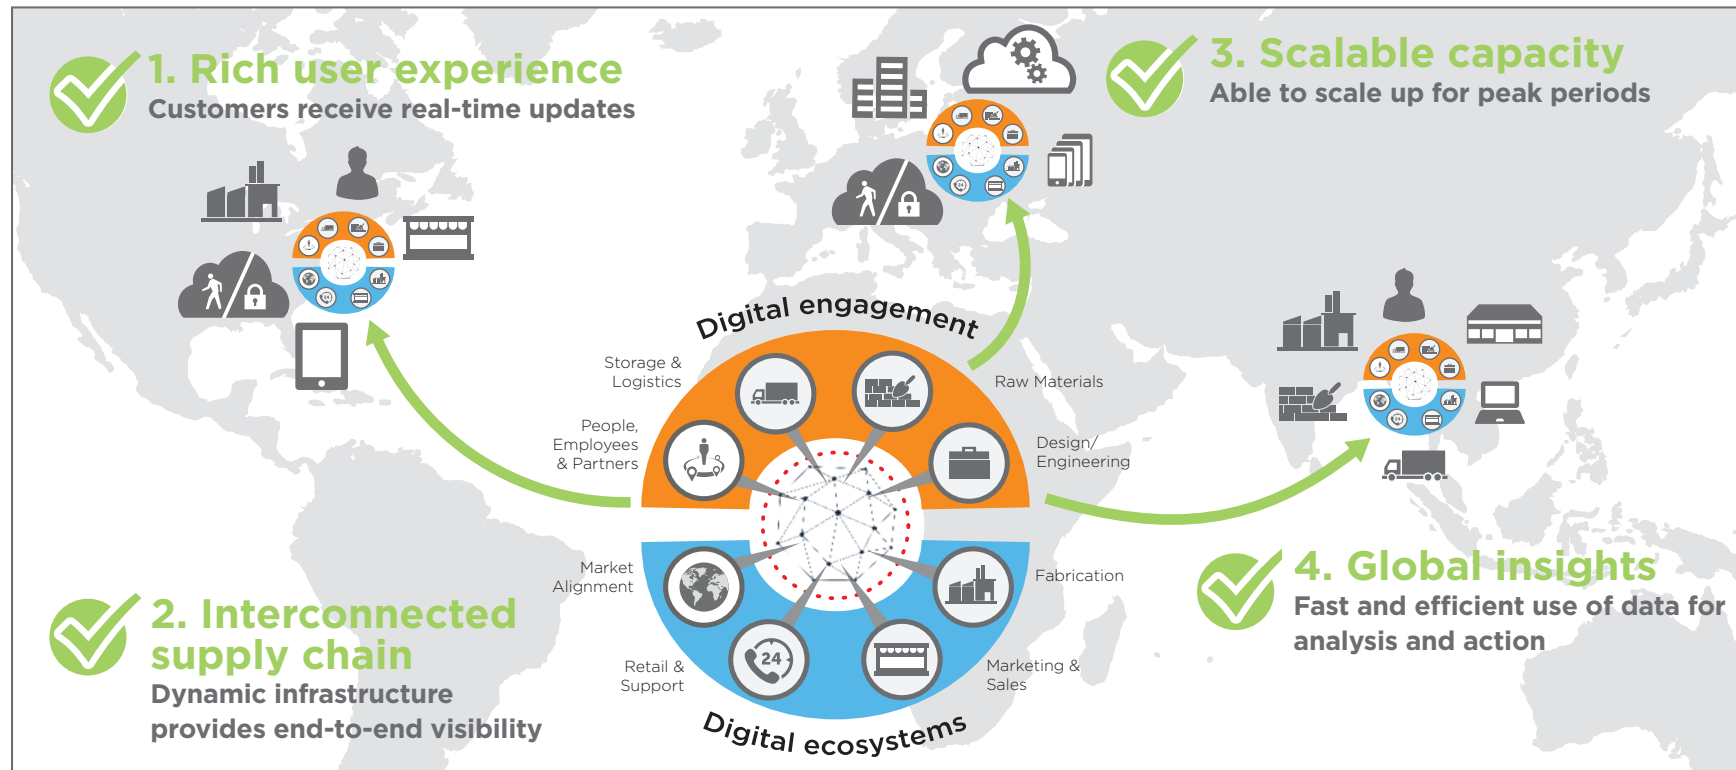 1. Rich user experience
Customers receive real-time updates
3. Scalable capacity
Able to scale up for peak periods
Digital engagement
Storage &
Logistics
Raw Materials
People,
Employees
& Partners
Design/
Engineering
Market
Alignment
Fabrication
Retail &
Support
24
Marketing &
Sales
Digital ecosystems
2. Interconnected
supply chain
Dynamic infrastructure
provides end-to-end visibility
4. Global insights
Fast and efficient use of data for
analysis and action
24
24
24